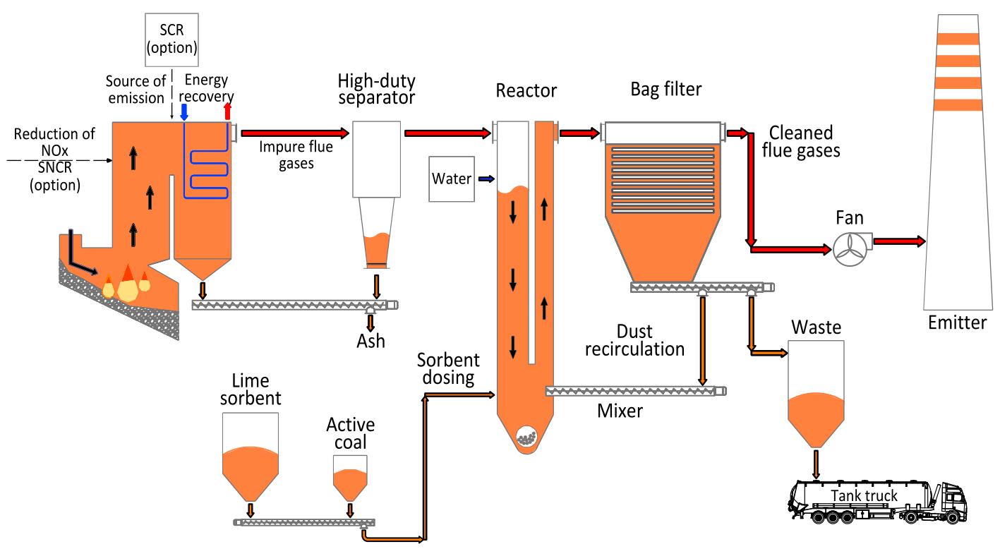 SCR
(option)
Source of
emission
Energy
recovery
Reduction of
NOx
SNCR
(option)
Impure flue
gases
High-duty
separator
Water
Reactor
Bag filter
Cleaned
flue gases
Fan
Emitter
Ash
Dust
recirculation
Mixer
Waste
Tank truck
Sorbent
dosing
Lime
sorbent
Active
coal